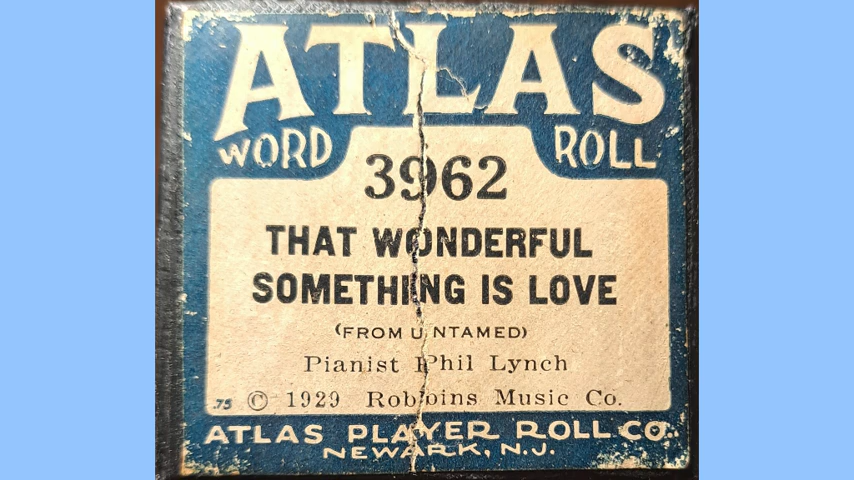 ATLAS
WORD ROLL
3962
THAT WONDERFUL
SOMETHING IS LOVE
(FROM UNTAMED)
Pianist Phil Lynch
.75 © 1929 Robbins Music Co.
ATLAS PLAYER ROLL CO.
NEWARK, N.J.